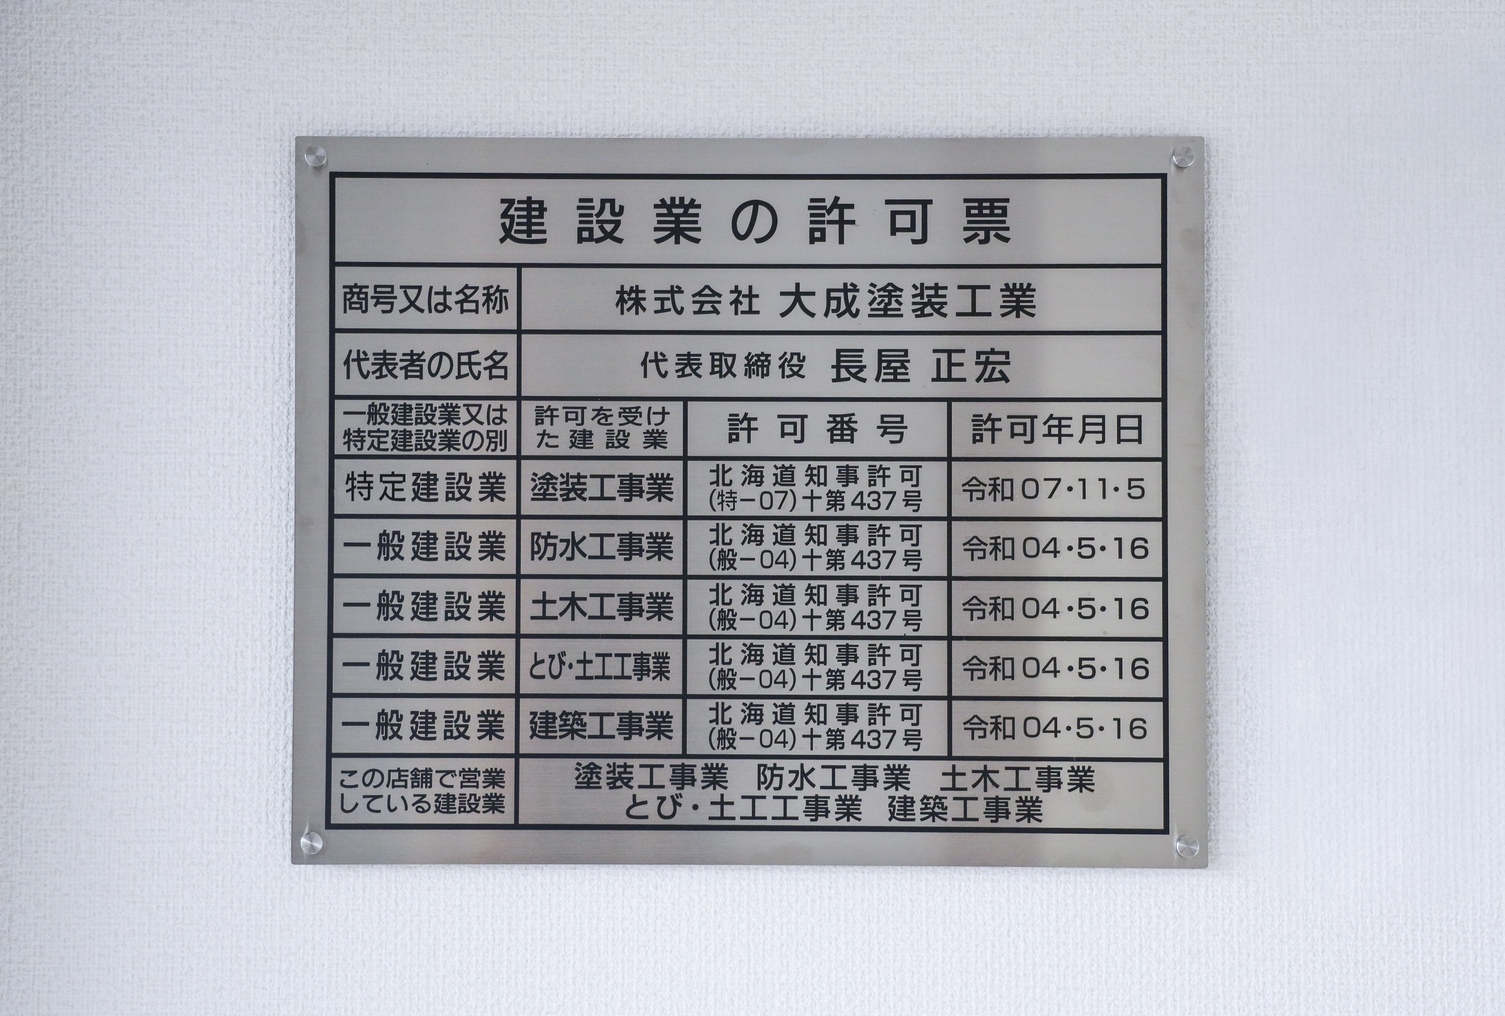 建設業の許可票
商号又は名称 株式会社 大成塗装工業
代表者の氏名 代表取締役 長屋 正宏
一般建設業又は
特定建設業の別
許可を受け
た建設業
許可番号
許可年月日
特定建設業 塗装工事業
北海道知事許可
(特-07)十第437号
令和07・11・5
一般建設業 防水工事業
北海道知事許可
(般-04)十第437号
令和04・5・16
一般建設業 土木工事業
北海道知事許可
(般-04)十第437号
令和04・5・16
一般建設業 とび・土工工事業
北海道知事許可
(般-04)十第437号
令和04・5・16
一般建設業 建築工事業
北海道知事許可
(般-04)十第437号
令和04・5・16
この店舗で営業
している建設業
塗装工事業 防水工事業 土木工事業
とび・土工工事業 建築工事業